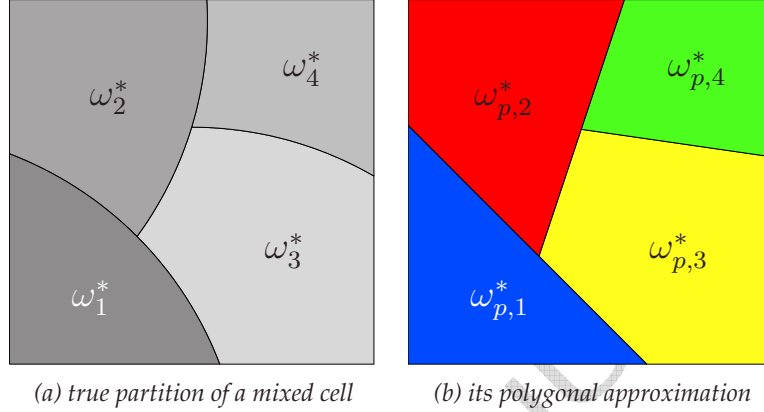 ω₂* ω₄*
ω₁* ω₃*
ω*ₚ,₂ ω*ₚ,₄
ω*ₚ,₁ ω*ₚ,₃
(a) true partition of a mixed cell
(b) its polygonal approximation